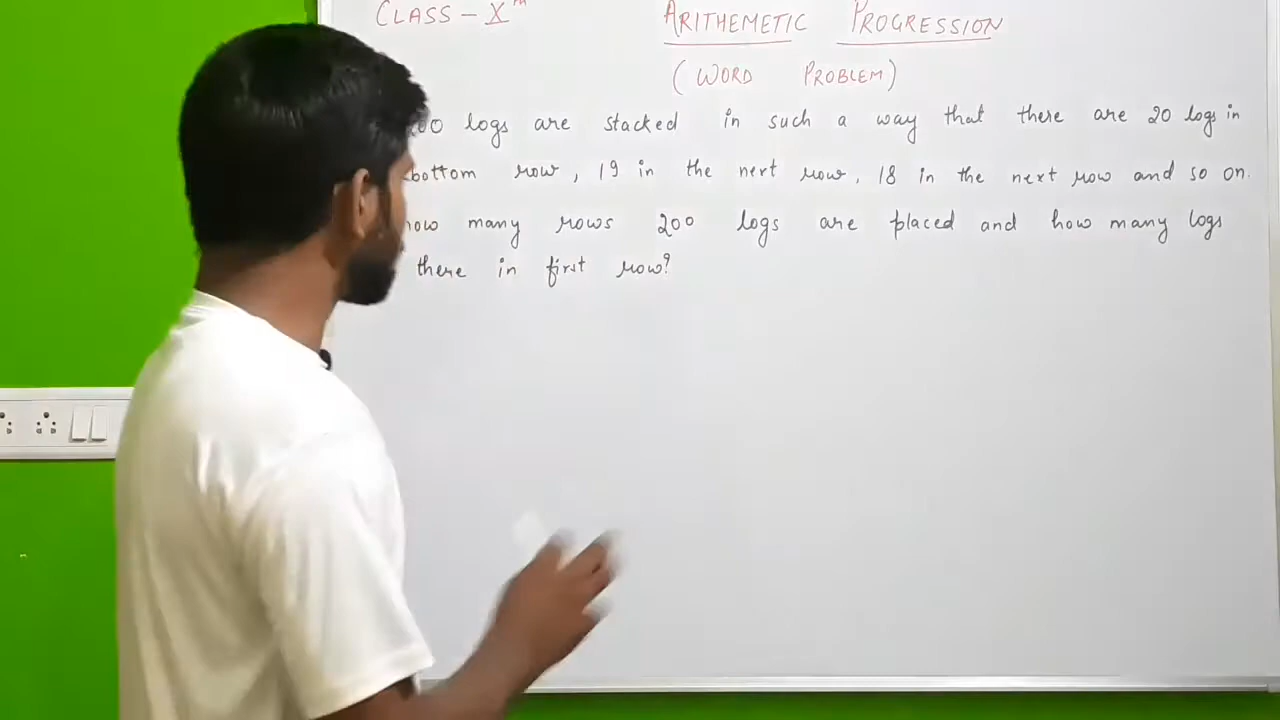 CLASS - Xth
ARITHEMETIC PROGRESSION
(WORD PROBLEM)
logs are stacked in such a way that there are 20 logs in
bottom row, 19 in the next row, 18 in the next row and so on.
how many rows 200 logs are placed and how many logs
there in first row?